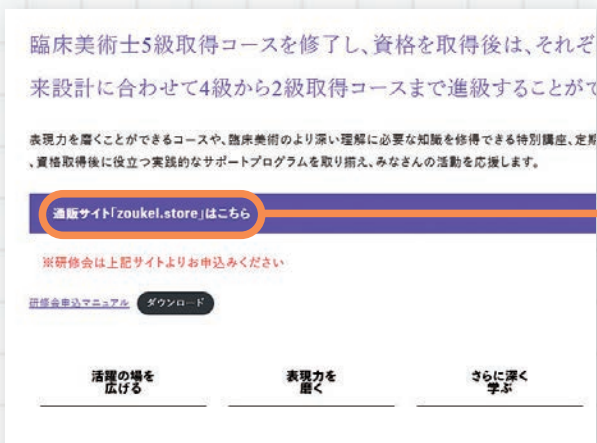 臨床美術士5級取得コースを修了し、資格を取得後は、それぞ
来設計に合わせて4級から2級取得コースまで進級することがで
表現力を磨くことができるコースや、臨床美術のより深い理解に必要な知識を修得できる特別講座、定期
、資格取得後に役立つ実践的なサポートプログラムを取り揃え、みなさんの活動を応援します。
通販サイト「zoukei.store」はこちら
※研修会は上記サイトよりお申込みください
研修会申込マニュアル ダウンロード
活躍の場を 表現力を さらに深く
広げる 磨く 学ぶ